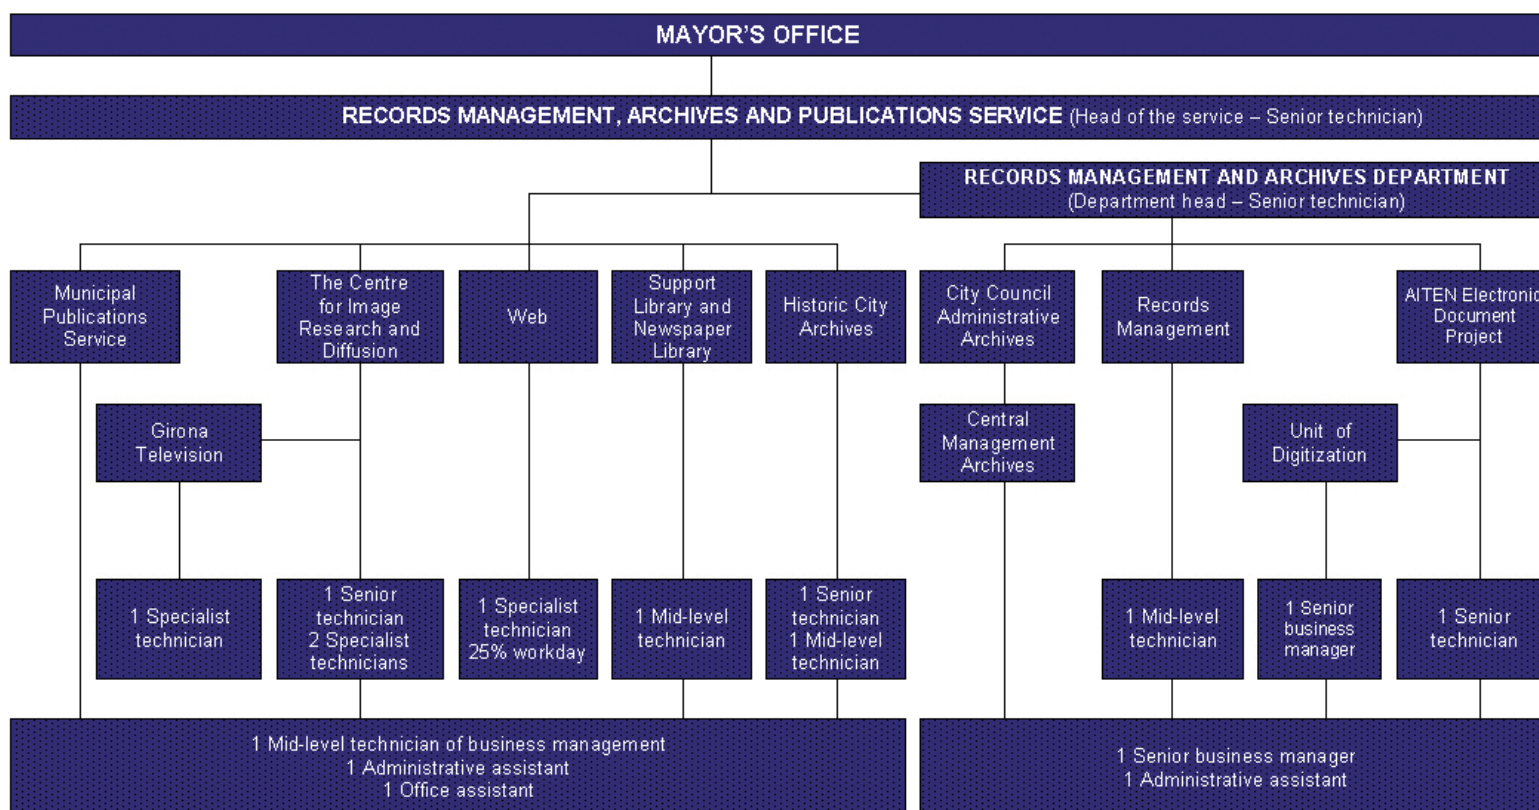 MAYOR'S OFFICE
RECORDS MANAGEMENT, ARCHIVES AND PUBLICATIONS SERVICE (Head of the service – Senior technician)
RECORDS MANAGEMENT AND ARCHIVES DEPARTMENT
(Department head – Senior technician)
Municipal
Publications
Service
The Centre
for Image
Research and
Diffusion
Web
Support
Library and
Newspaper
Library
Historic City
Archives
City Council
Administrative
Archives
Records
Management
AITEN Electronic
Document
Project
Girona
Television
Central
Management
Archives
Unit of
Digitization
1 Specialist
technician
1 Senior
technician
2 Specialist
technicians
1 Specialist
technician
25% workday
1 Mid-level
technician
1 Senior
technician
1 Mid-level
technician
1 Mid-level
technician
1 Senior
business
manager
1 Senior
technician
1 Mid-level technician of business management
1 Administrative assistant
1 Office assistant
1 Senior business manager
1 Administrative assistant